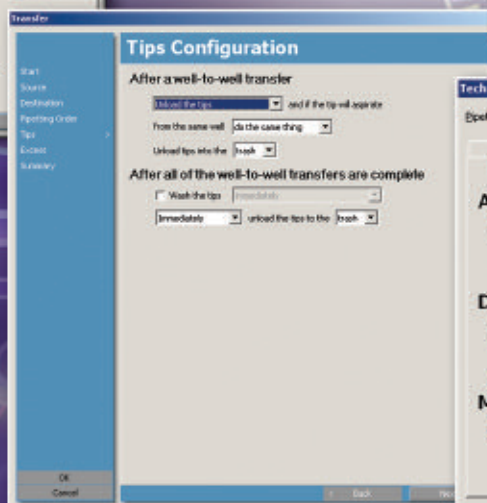 Transfer
Tips Configuration
Start
Source
Destination
Pipetting Order
Tips >
Excess
Summary
After a well-to-well transfer
Unload the tips and if the tip will aspirate
from the same well do the same thing
Unload tips into the trash
After all of the well-to-well transfers are complete
Wash the tips Immediately
Immediately unload the tips to the trash
OK
Cancel
< Back
Tech
A
D
M